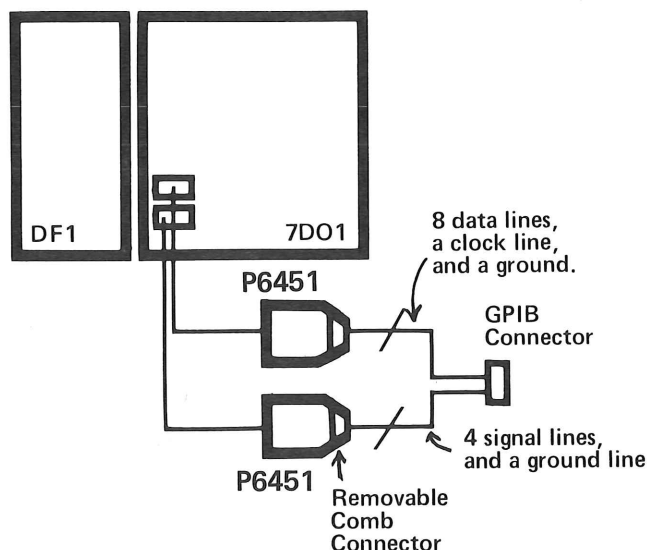 DF1
7DO1
8 data lines,
a clock line,
and a ground.
P6451
GPIB
Connector
4 signal lines,
and a ground line
P6451
Removable
Comb
Connector